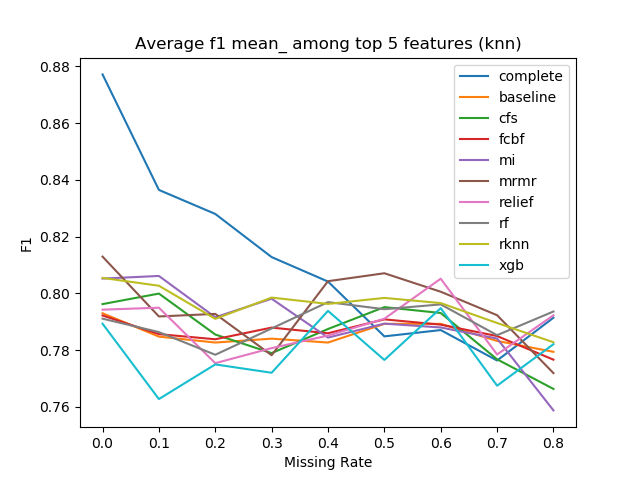 Average f1 mean_ among top 5 features (knn)
F1
0.88
0.86
0.84
0.82
0.80
0.78
0.76
complete
baseline
cfs
fcbf
mi
mrmr
relief
rf
rknn
xgb
0.0 0.1 0.2 0.3 0.4 0.5 0.6 0.7 0.8
Missing Rate